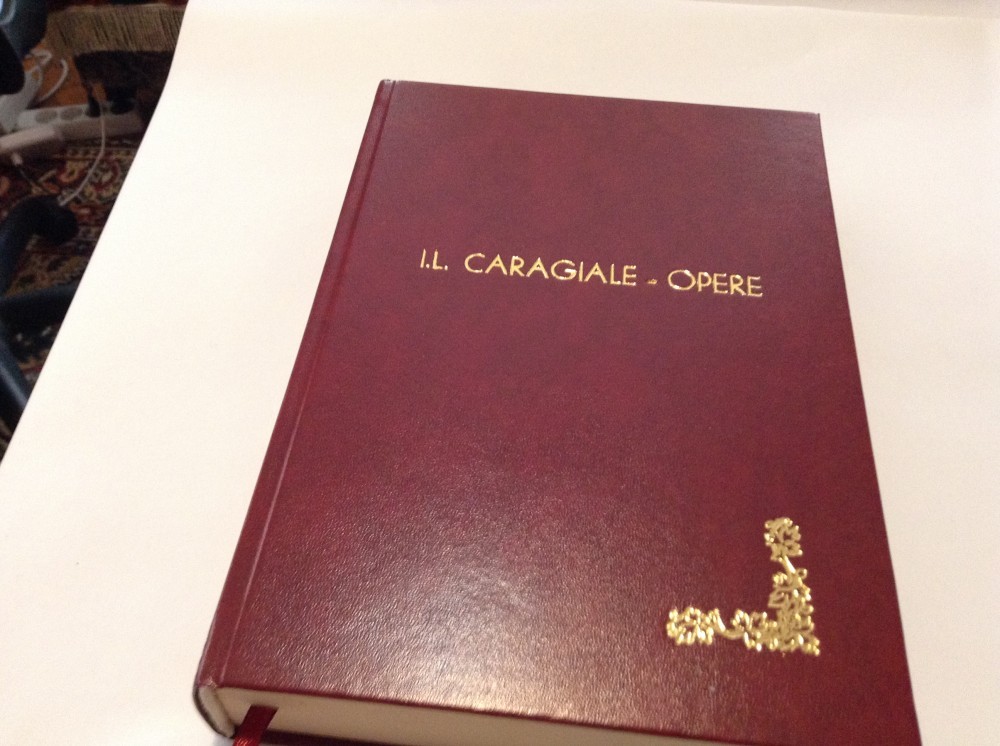 I.L. CARAGIALE - OPERE